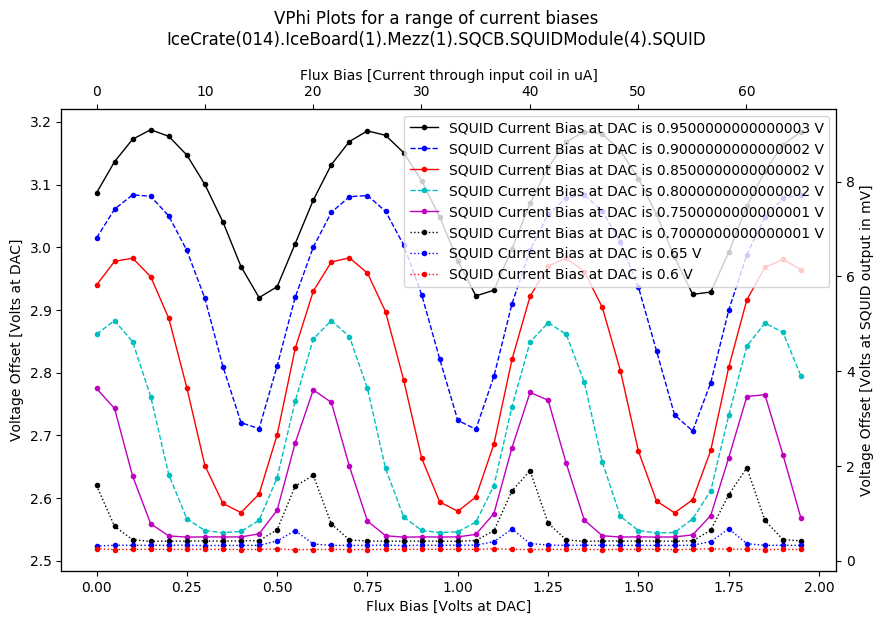 VPhi Plots for a range of current biases
IceCrate(014).IceBoard(1).Mezz(1).SQCB.SQUIDModule(4).SQUID
Flux Bias [Current through input coil in uA]
0 10 20 30 40 50 60
SQUID Current Bias at DAC is 0.9500000000000003 V
SQUID Current Bias at DAC is 0.9000000000000002 V
SQUID Current Bias at DAC is 0.8500000000000002 V
SQUID Current Bias at DAC is 0.8000000000000002 V
SQUID Current Bias at DAC is 0.7500000000000001 V
SQUID Current Bias at DAC is 0.7000000000000001 V
SQUID Current Bias at DAC is 0.65 V
SQUID Current Bias at DAC is 0.6 V
Voltage Offset [Volts at DAC]
3.2
3.1
3.0
2.9
2.8
2.7
2.6
2.5
8
6
4
2
0
Voltage Offset [Volts at SQUID output in mV]
0.00 0.25 0.50 0.75 1.00 1.25 1.50 1.75 2.00
Flux Bias [Volts at DAC]